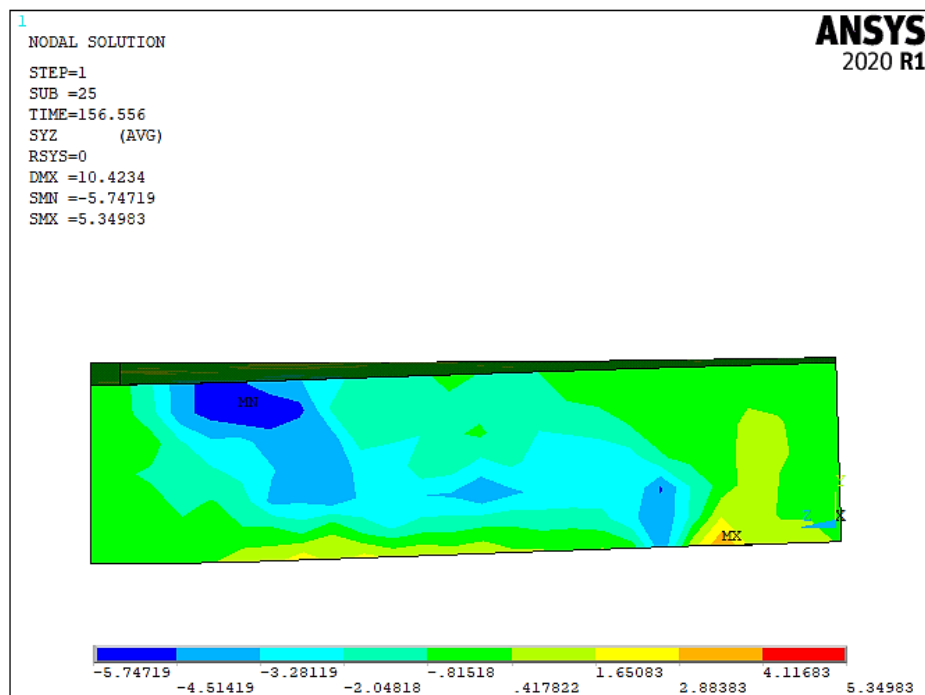 1
NODAL SOLUTION
ANSYS
2020 R1
STEP=1
SUB =25
TIME=156.556
SYZ (AVG)
RSYS=0
DMX =10.4234
SMN =-5.74719
SMX =5.34983
MN
Y
Z X
MX
-5.74719 -3.28119 -.81518 1.65083 4.11683
-4.51419 -2.04818 .417822 2.88383 5.34983